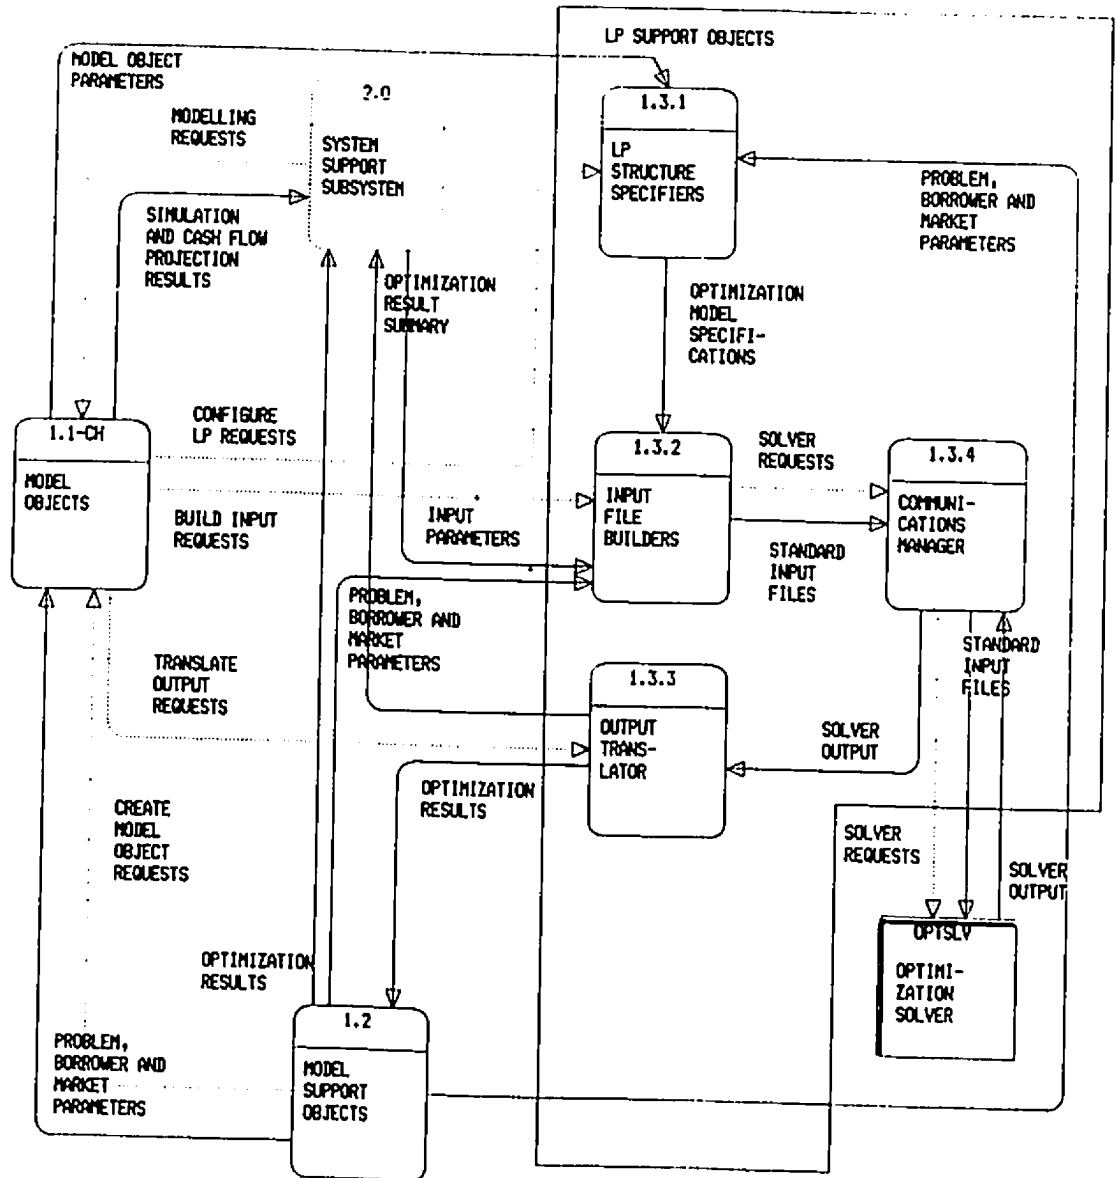 LP SUPPORT OBJECTS
MODEL OBJECT
PARAMETERS
2.0
SYSTEM
SUPPORT
SUBSYSTEM
MODELLING
REQUESTS
1.3.1
LP
STRUCTURE
SPECIFIERS
PROBLEM,
BORROWER AND
MARKET
PARAMETERS
SIMULATION
AND CASH FLOW
PROJECTION
RESULTS
OPTIMIZATION
RESULT
SUMMARY
OPTIMIZATION
MODEL
SPECIFI-
CATIONS
1.1-CH
MODEL
OBJECTS
CONFIGURE
LP REQUESTS
BUILD INPUT
REQUESTS
INPUT
PARAMETERS
1.3.2
INPUT
FILE
BUILDERS
SOLVER
REQUESTS
STANDARD
INPUT
FILES
1.3.4
COMMUNI-
CATIONS
MANAGER
PROBLEM,
BORROWER AND
MARKET
PARAMETERS
TRANSLATE
OUTPUT
REQUESTS
1.3.3
OUTPUT
TRANS-
LATOR
SOLVER
OUTPUT
STANDARD
INPUT
FILES
OPTIMIZATION
RESULTS
CREATE
MODEL
OBJECT
REQUESTS
SOLVER
REQUESTS
SOLVER
OUTPUT
OPTSLV
OPTIMI-
ZATION
SOLVER
OPTIMIZATION
RESULTS
1.2
MODEL
SUPPORT
OBJECTS
PROBLEM,
BORROWER AND
MARKET
PARAMETERS